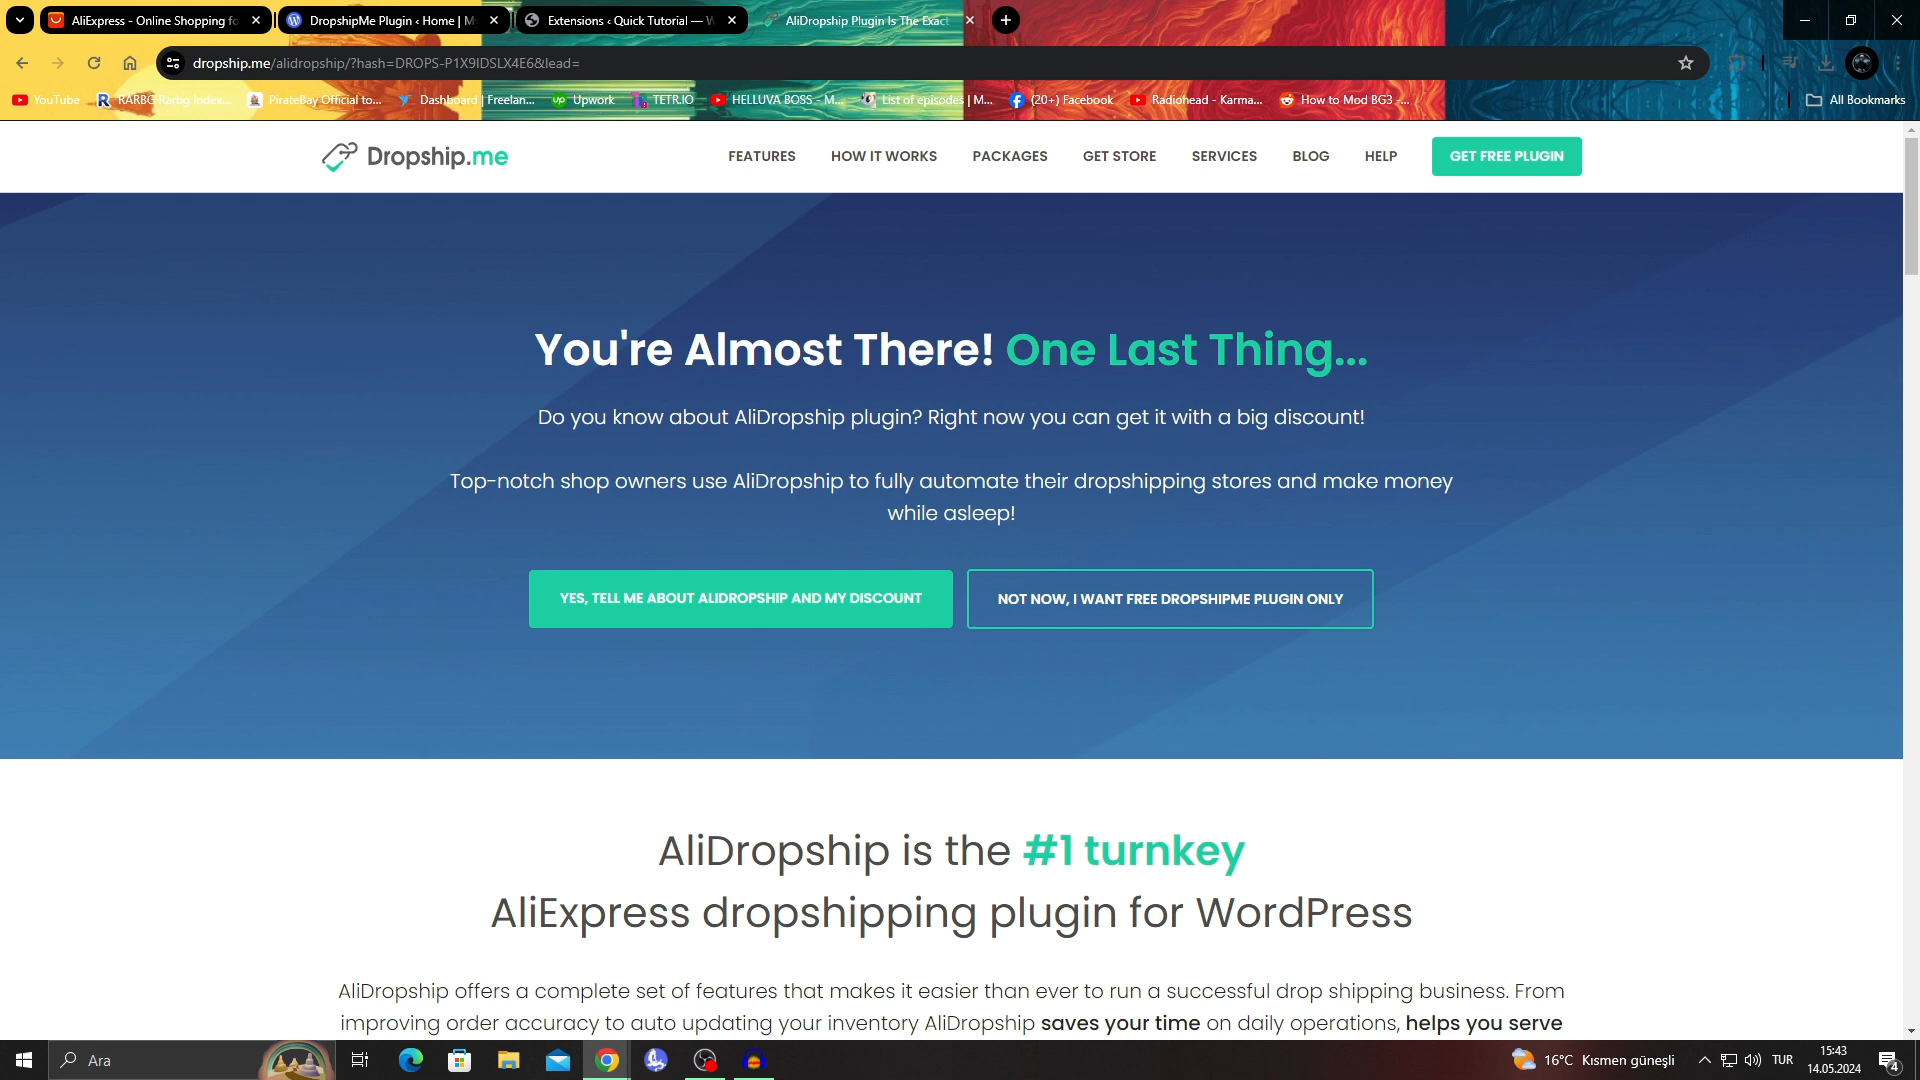 AliExpress - Online Shopping fo
DropshipMe Plugin ‹ Home | M
Extensions ‹ Quick Tutorial — W
AliDropship Plugin Is The Exact
dropship.me/alidropship/?hash=DROPS-P1X9IDSLX4E6&lead=
YouTube
RARBG Rarbg Index...
PirateBay Official to...
Dashboard | Freelan...
Upwork
TETR.IO
HELLUVA BOSS - M...
List of episodes | M...
(20+) Facebook
Radiohead - Karma...
How to Mod BG3 -...
All Bookmarks
Dropship.me
FEATURES
HOW IT WORKS
PACKAGES
GET STORE
SERVICES
BLOG
HELP
GET FREE PLUGIN
You're Almost There! One Last Thing...
Do you know about AliDropship plugin? Right now you can get it with a big discount!
Top-notch shop owners use AliDropship to fully automate their dropshipping stores and make money
while asleep!
YES, TELL ME ABOUT ALIDROPSHIP AND MY DISCOUNT
NOT NOW, I WANT FREE DROPSHIPME PLUGIN ONLY
AliDropship is the #1 turnkey
AliExpress dropshipping plugin for WordPress
AliDropship offers a complete set of features that makes it easier than ever to run a successful drop shipping business. From
improving order accuracy to auto updating your inventory AliDropship saves your time on daily operations, helps you serve
Ara
16°C Kısmen güneşli
TUR
15:43
14.05.2024
4